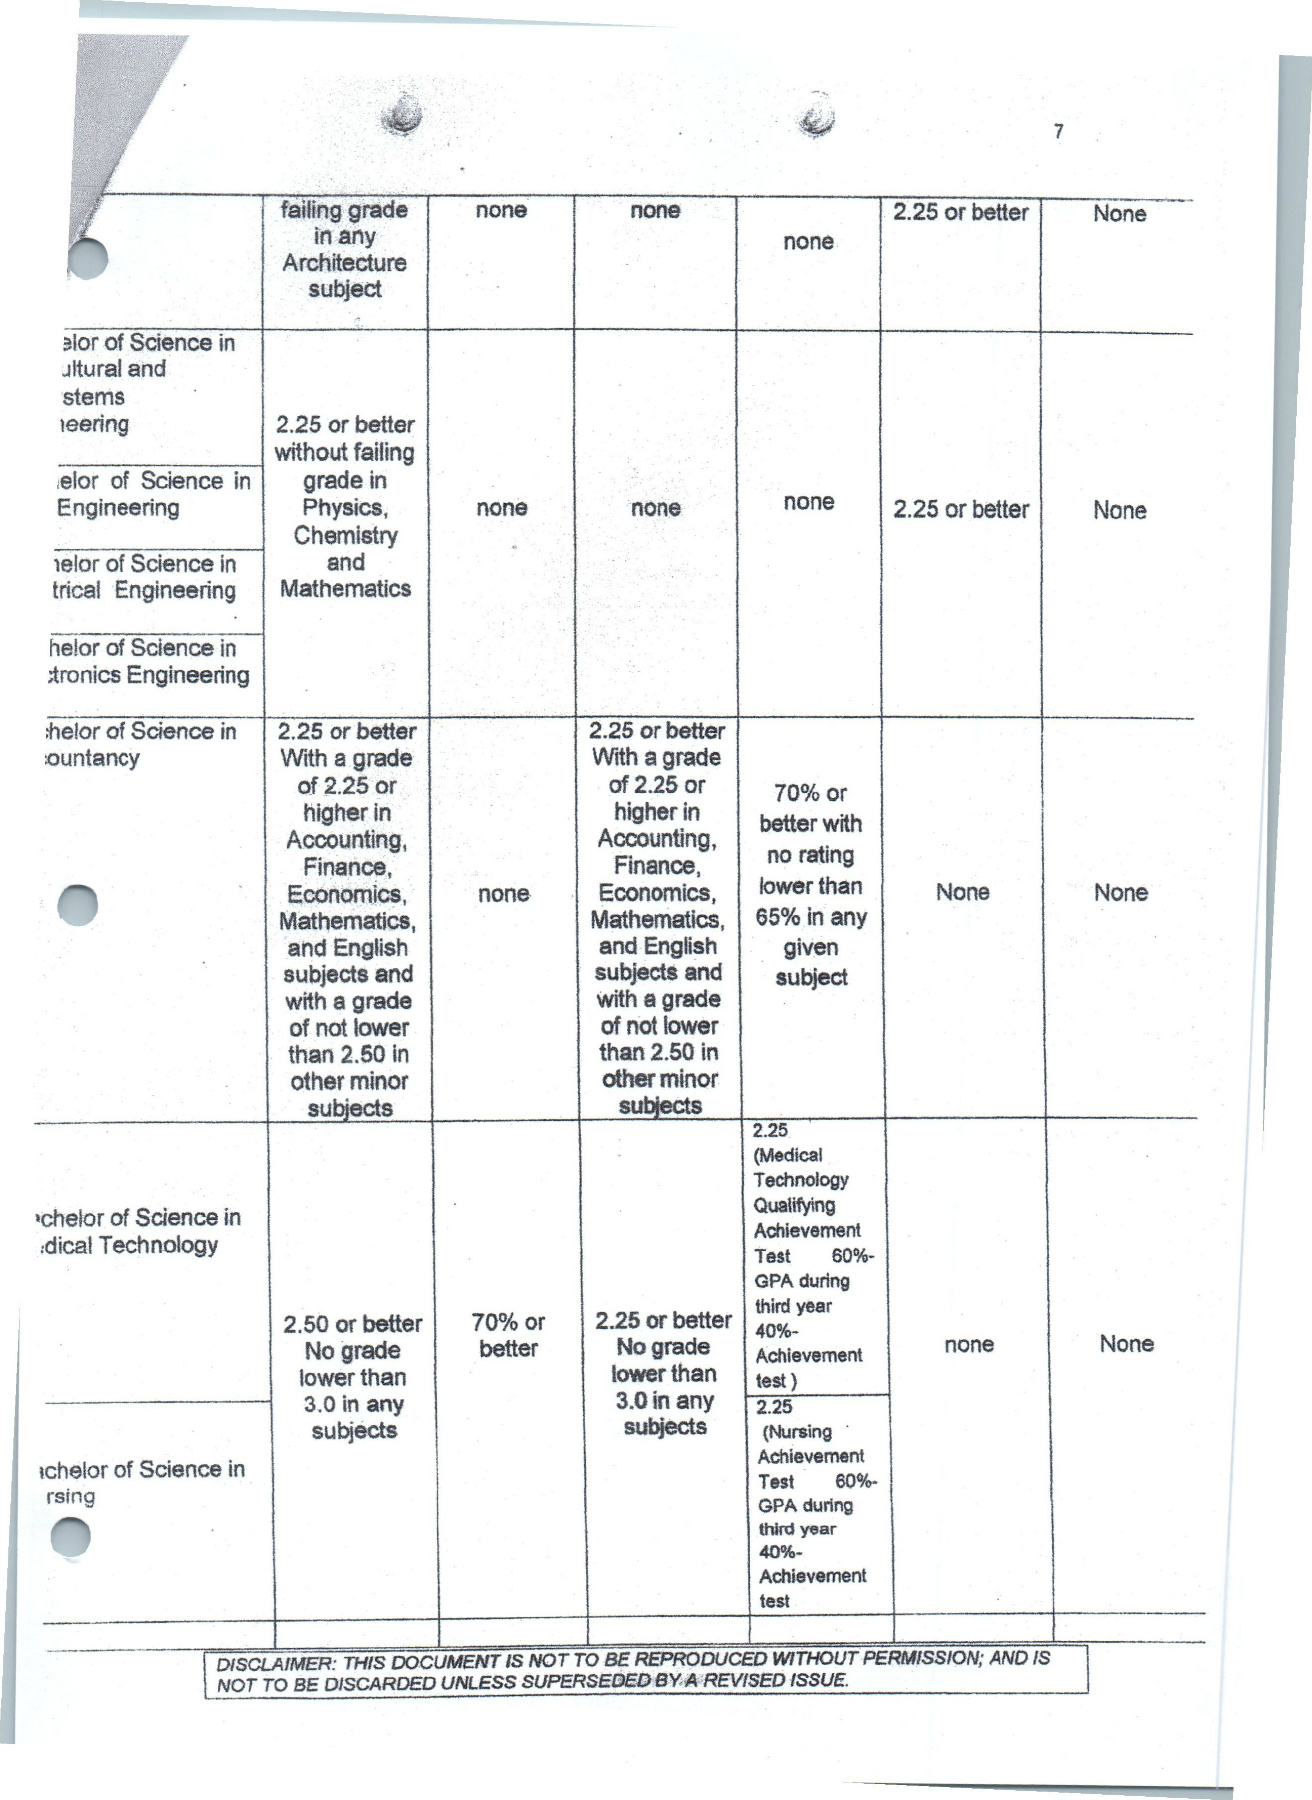 7
failing grade
in any
Architecture
subject
none
none
none
2.25 or better
None
elor of Science in
ultural and
stems
neering
elor of Science in
Engineering
helor of Science in
trical Engineering
helor of Science in
tronics Engineering
2.25 or better
without failing
grade in
Physics,
Chemistry
and
Mathematics
none
none
none
2.25 or better
None
helor of Science in
ountancy
2.25 or better
With a grade
of 2.25 or
higher in
Accounting,
Finance,
Economics,
Mathematics,
and English
subjects and
with a grade
of not lower
than 2.50 in
other minor
subjects
none
2.25 or better
With a grade
of 2.25 or
higher in
Accounting,
Finance,
Economics,
Mathematics,
and English
subjects and
with a grade
of not lower
than 2.50 in
other minor
subjects
70% or
better with
no rating
lower than
65% in any
given
subject
None
None
chelor of Science in
dical Technology
achelor of Science in
rsing
2.50 or better
No grade
lower than
3.0 in any
subjects
70% or
better
2.25 or better
No grade
lower than
3.0 in any
subjects
2.25
(Medical
Technology
Qualifying
Achievement
Test 60%-
GPA during
third year
40%-
Achievement
test )
2.25
(Nursing
Achievement
Test 60%-
GPA during
third year
40%-
Achievement
test
none
None
DISCLAIMER: THIS DOCUMENT IS NOT TO BE REPRODUCED WITHOUT PERMISSION; AND IS
NOT TO BE DISCARDED UNLESS SUPERSEDED BY A REVISED ISSUE.